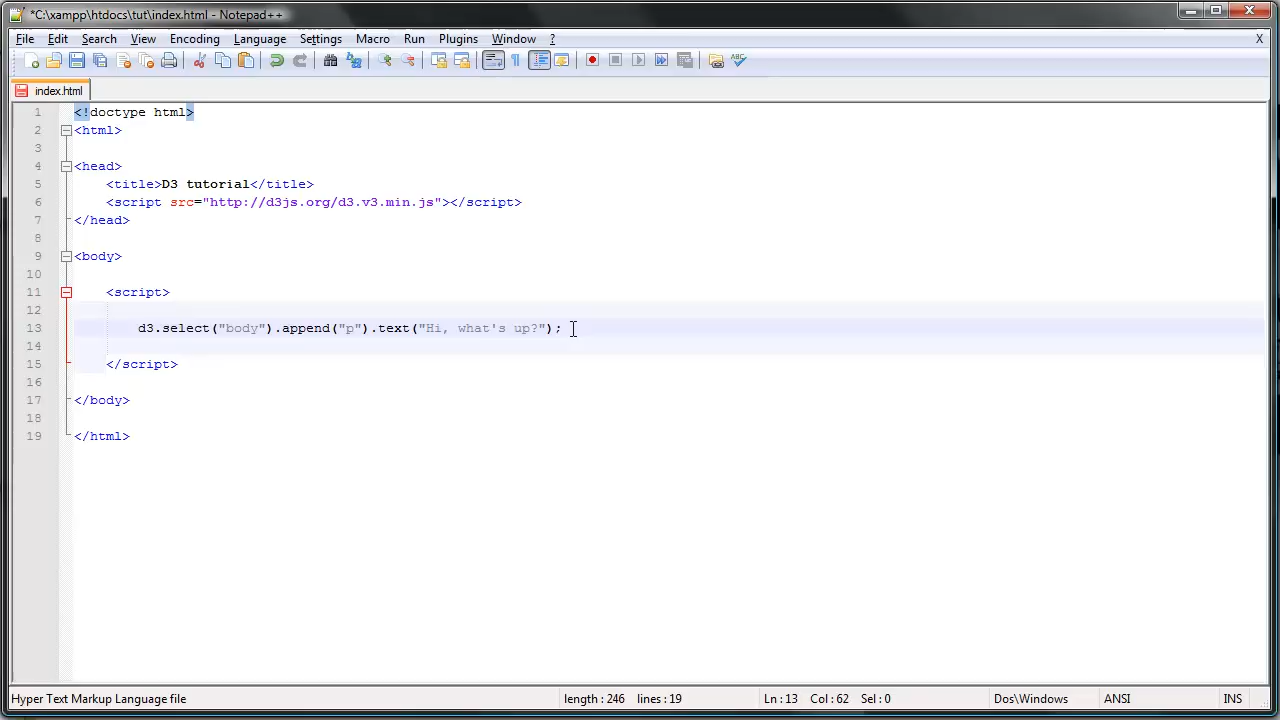 *C:\xampp\htdocs\tut\index.html - Notepad++
File Edit Search View Encoding Language Settings Macro Run Plugins Window ? X
index.html
1 <!doctype html>
2 <html>
3
4 <head>
5 <title>D3 tutorial</title>
6 <script src="http://d3js.org/d3.v3.min.js"></script>
7 </head>
8
9 <body>
10
11 <script>
12
13 d3.select("body").append("p").text("Hi, what's up?");
14
15 </script>
16
17 </body>
18
19 </html>
Hyper Text Markup Language file length : 246 lines : 19 Ln : 13 Col : 62 Sel : 0 Dos\Windows ANSI INS